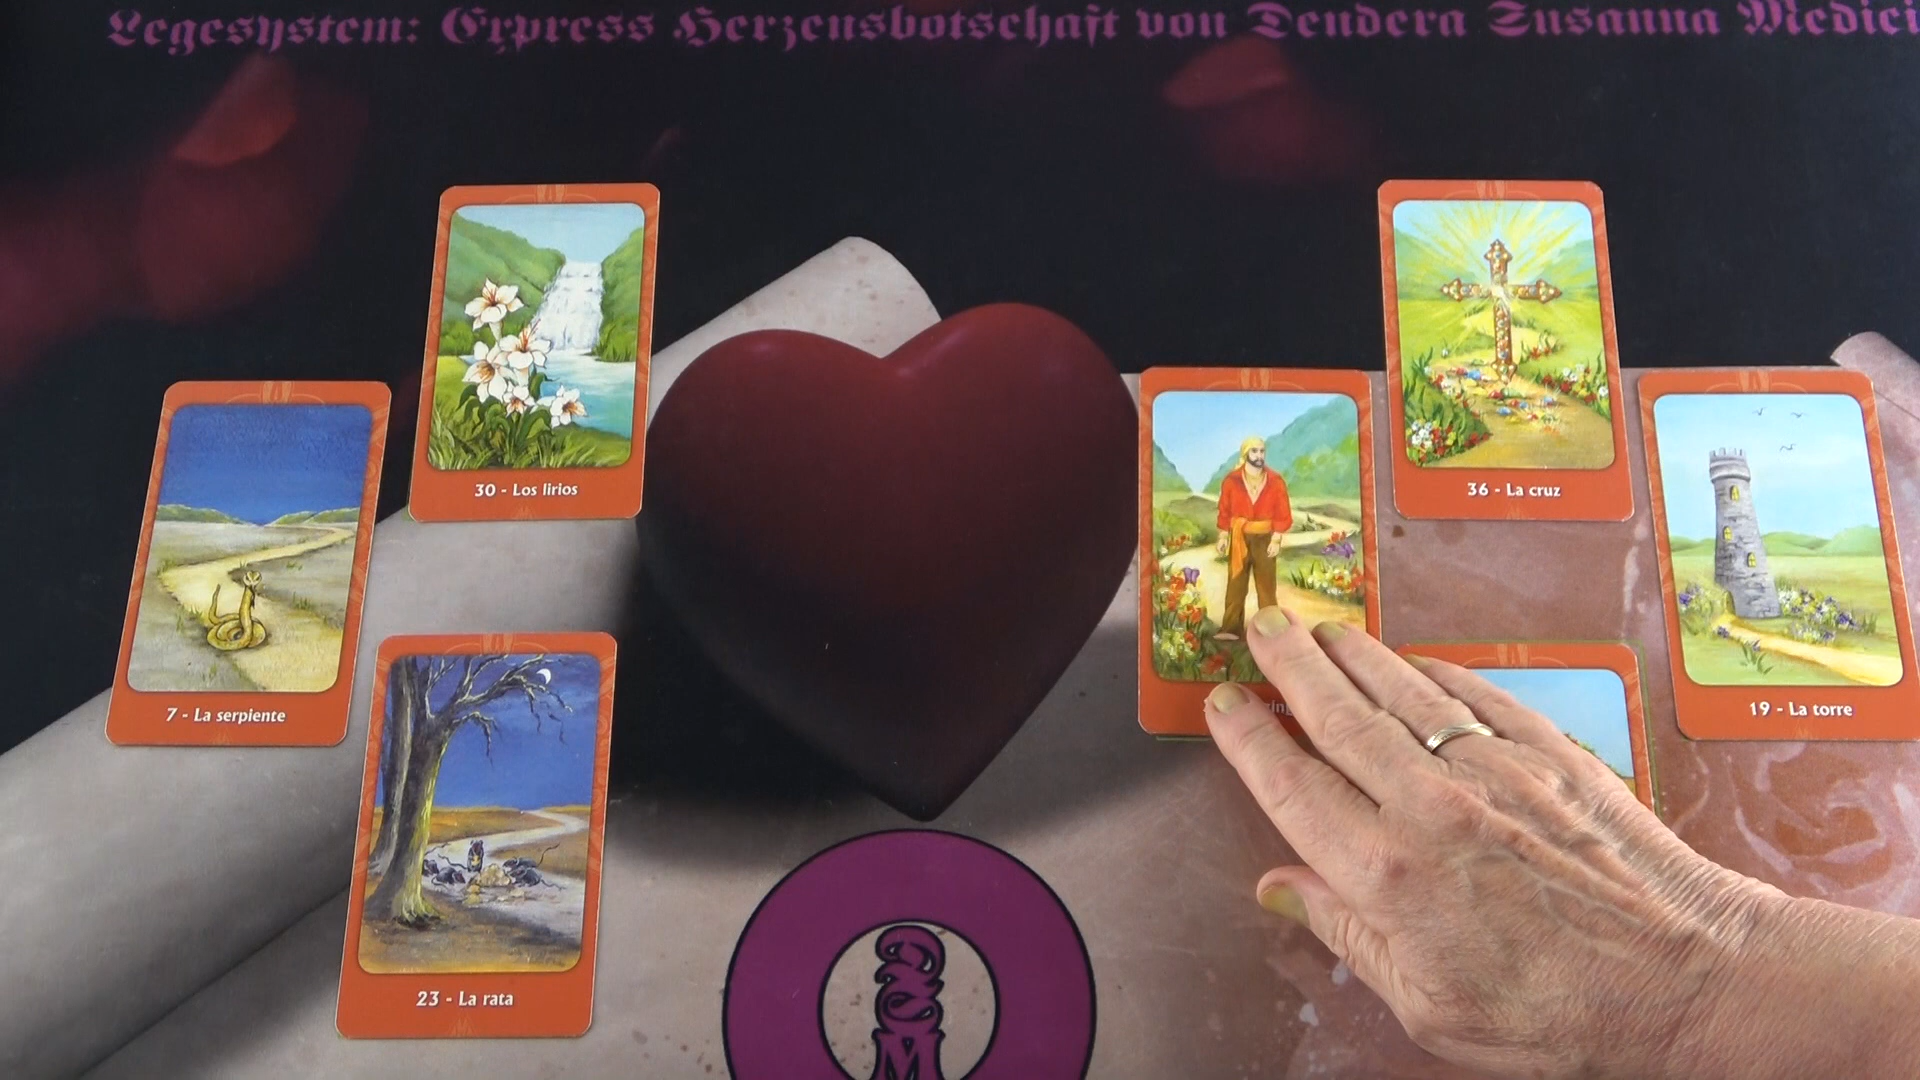 Legesystem: Express Herzensbotschaft von Dendera Susanna Medici
30 - Los lirios
36 - La cruz
7 - La serpiente
19 - La torre
23 - La rata